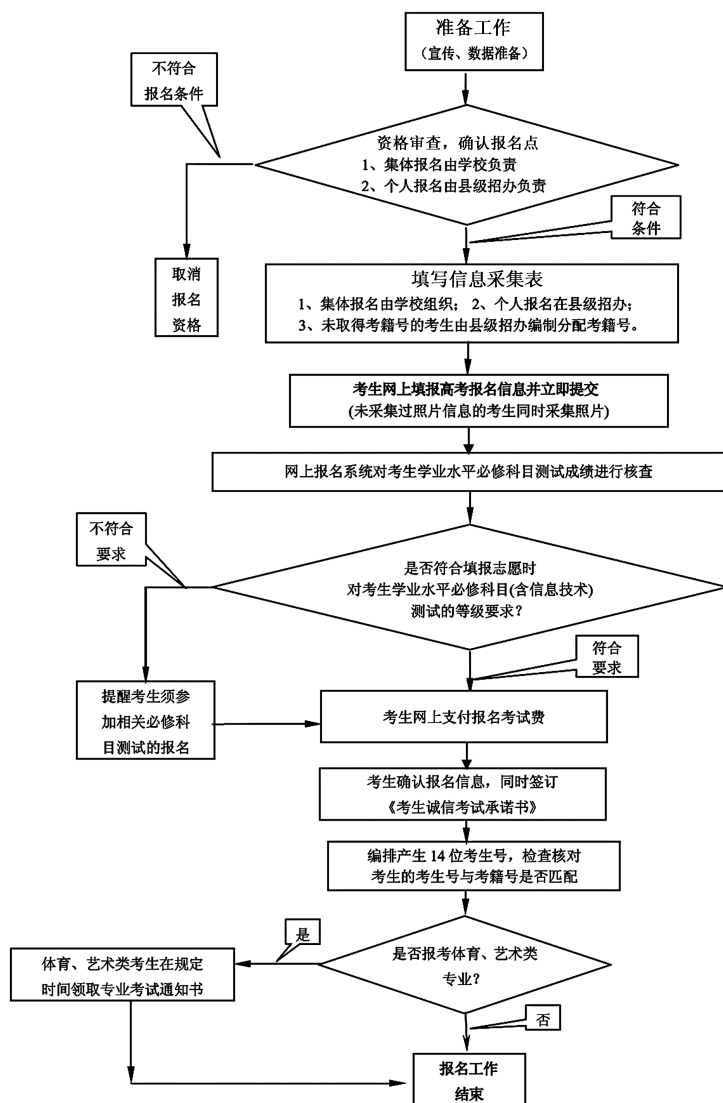 准备工作
（宣传、数据准备）
不符合
报名条件
资格审查，确认报名点
1、集体报名由学校负责
2、个人报名由县级招办负责
符合
条件
取消
报名
资格
填写信息采集表
1、集体报名由学校组织； 2、个人报名在县级招办；
3、未取得考籍号的考生由县级招办编制分配考籍号。
考生网上填报高考报名信息并立即提交
(未采集过照片信息的考生同时采集照片)
网上报名系统对考生学业水平必修科目测试成绩进行核查
不符合
要求
是否符合填报志愿时
对考生学业水平必修科目(含信息技术)
测试的等级要求？
符合
要求
提醒考生须参
加相关必修科
目测试的报名
考生网上支付报名考试费
考生确认报名信息，同时签订
《考生诚信考试承诺书》
编排产生 14 位考生号，检查核对
考生的考生号与考籍号是否匹配
是
是否报考体育、艺术类
专业？
体育、艺术类考生在规定
时间领取专业考试通知书
否
报名工作
结束